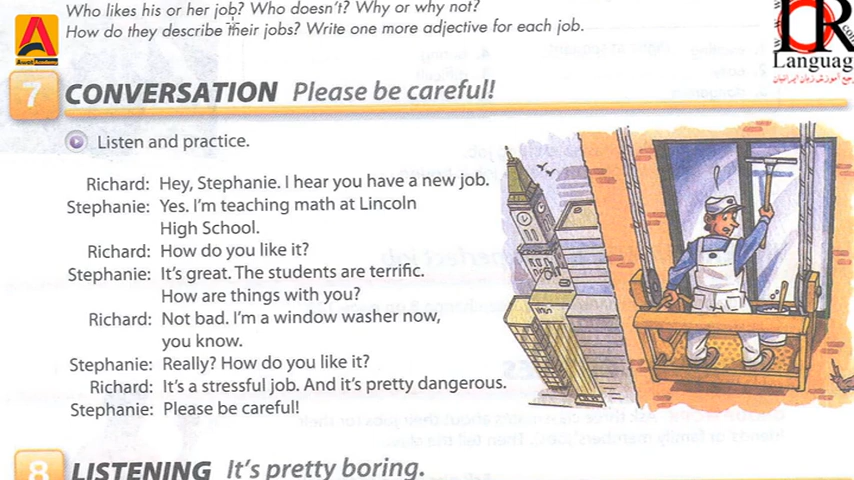 Who likes his or her job? Who doesn't? Why or why not?
How do they describe their jobs? Write one more adjective for each job.
7 CONVERSATION Please be careful!
Listen and practice.
Richard: Hey, Stephanie. I hear you have a new job.
Stephanie: Yes. I'm teaching math at Lincoln
High School.
Richard: How do you like it?
Stephanie: It's great. The students are terrific.
How are things with you?
Richard: Not bad. I'm a window washer now,
you know.
Stephanie: Really? How do you like it?
Richard: It's a stressful job. And it's pretty dangerous.
Stephanie: Please be careful!
8 LISTENING It's pretty boring.
Languag
مرجع آموزش زبان ایرانیان